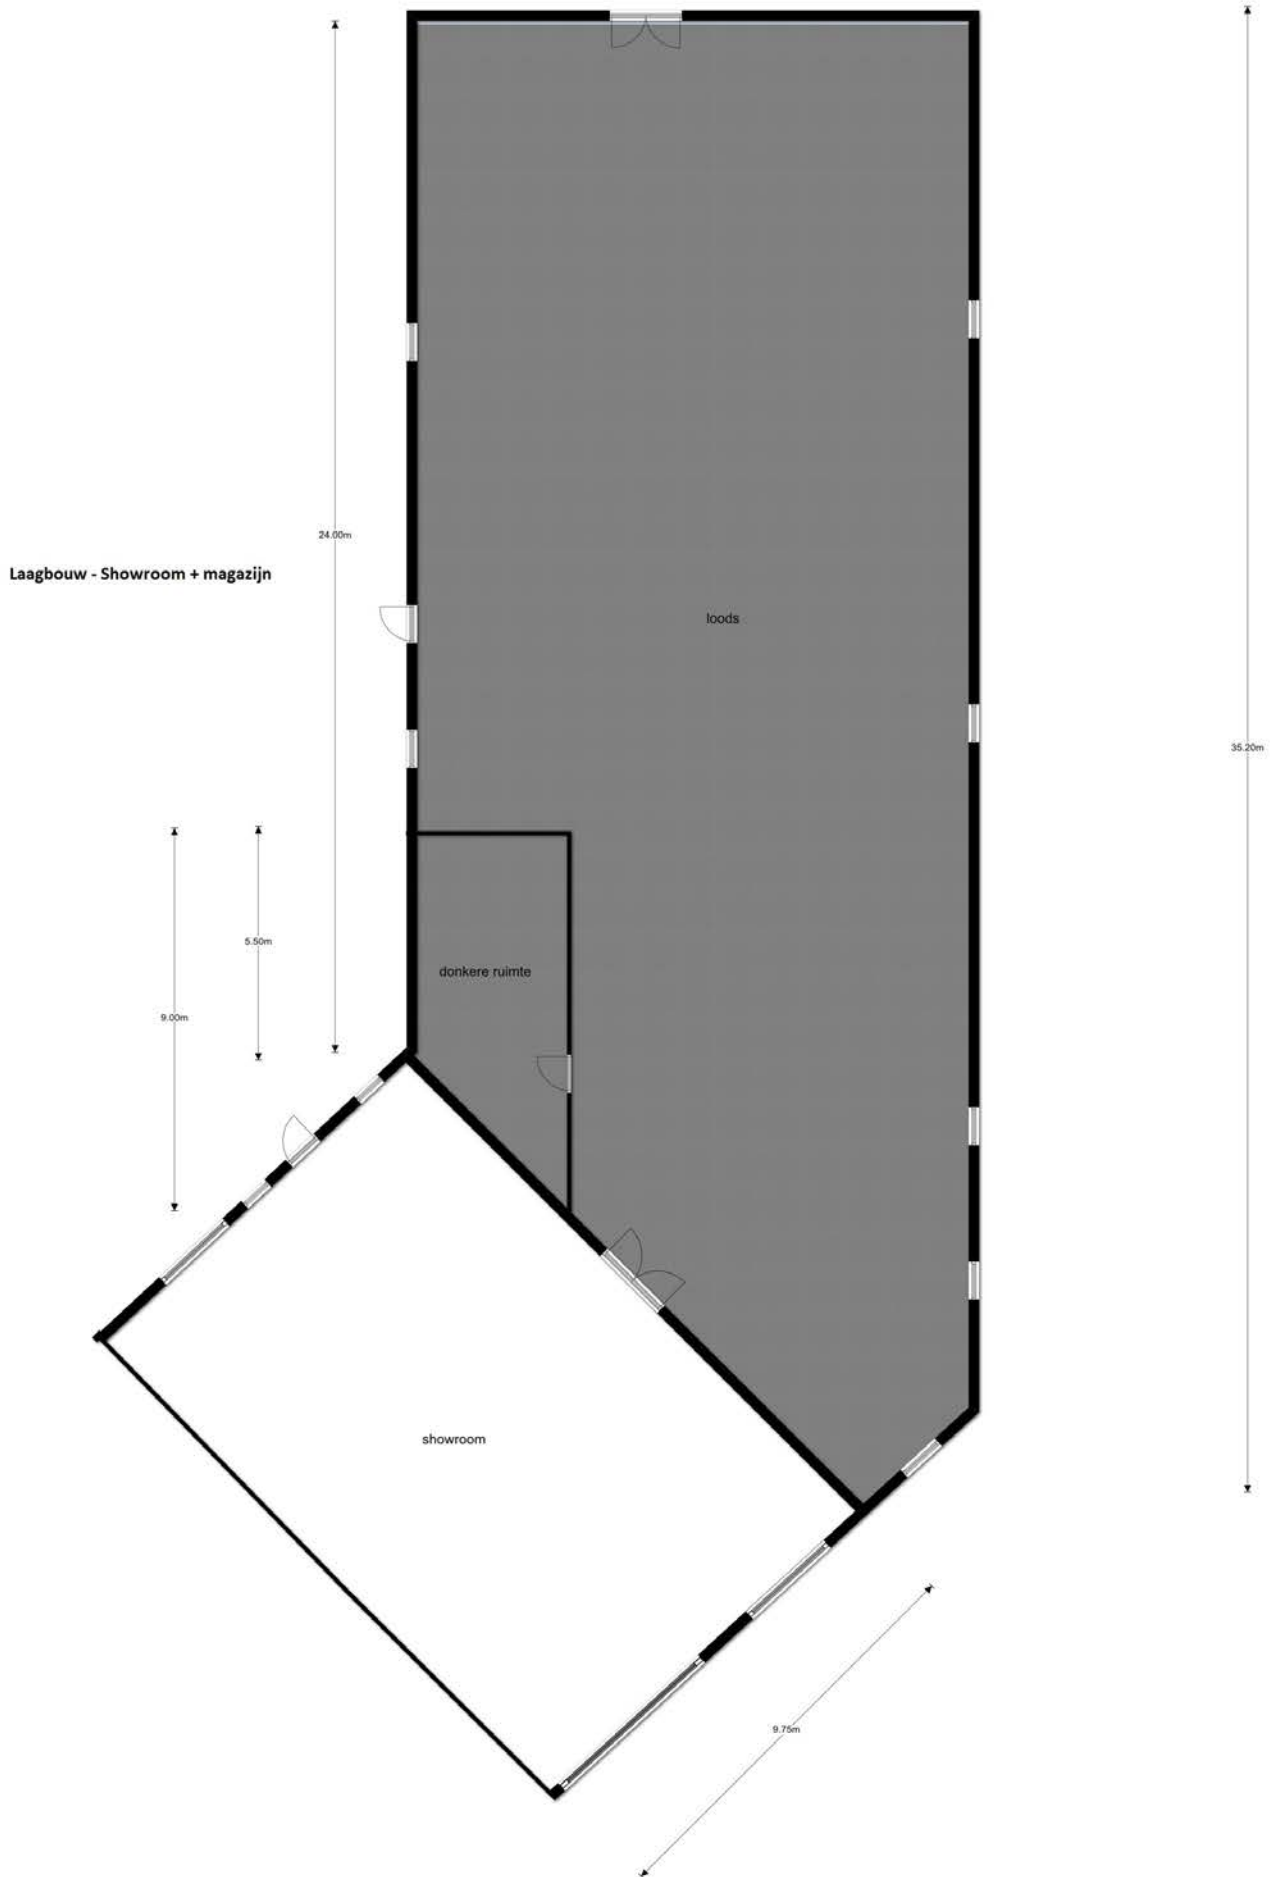 24.00m
Laagbouw - Showroom + magazijn
loods
35.20m
5.50m
donkere ruimte
9.00m
showroom
9.75m